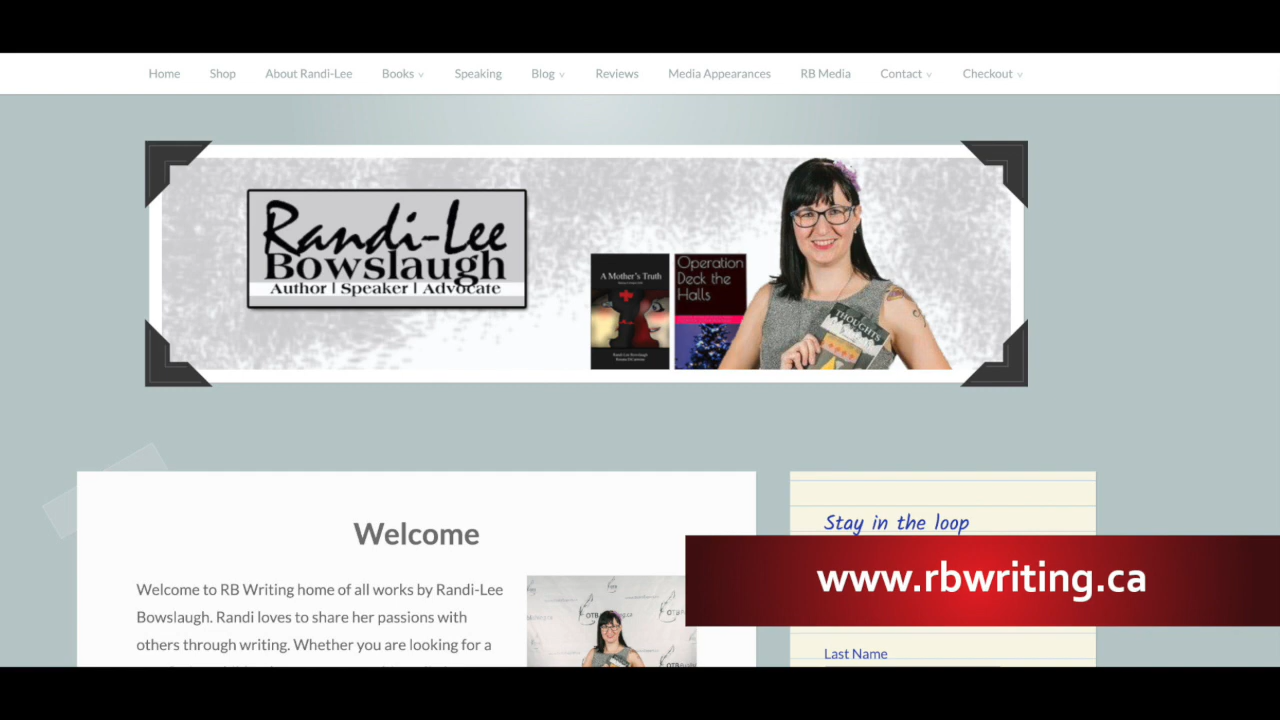 Home Shop About Randi-Lee Books Speaking Blog Reviews Media Appearances RB Media Contact Checkout
Randi-Lee
Bowslaugh
Author | Speaker | Advocate
A Mother's Truth
Operation
Deck the
Halls
THOUGHTS
Welcome
Welcome to RB Writing home of all works by Randi-Lee
Bowslaugh. Randi loves to share her passions with
others through writing. Whether you are looking for a
Stay in the loop
www.rbwriting.ca
Last Name